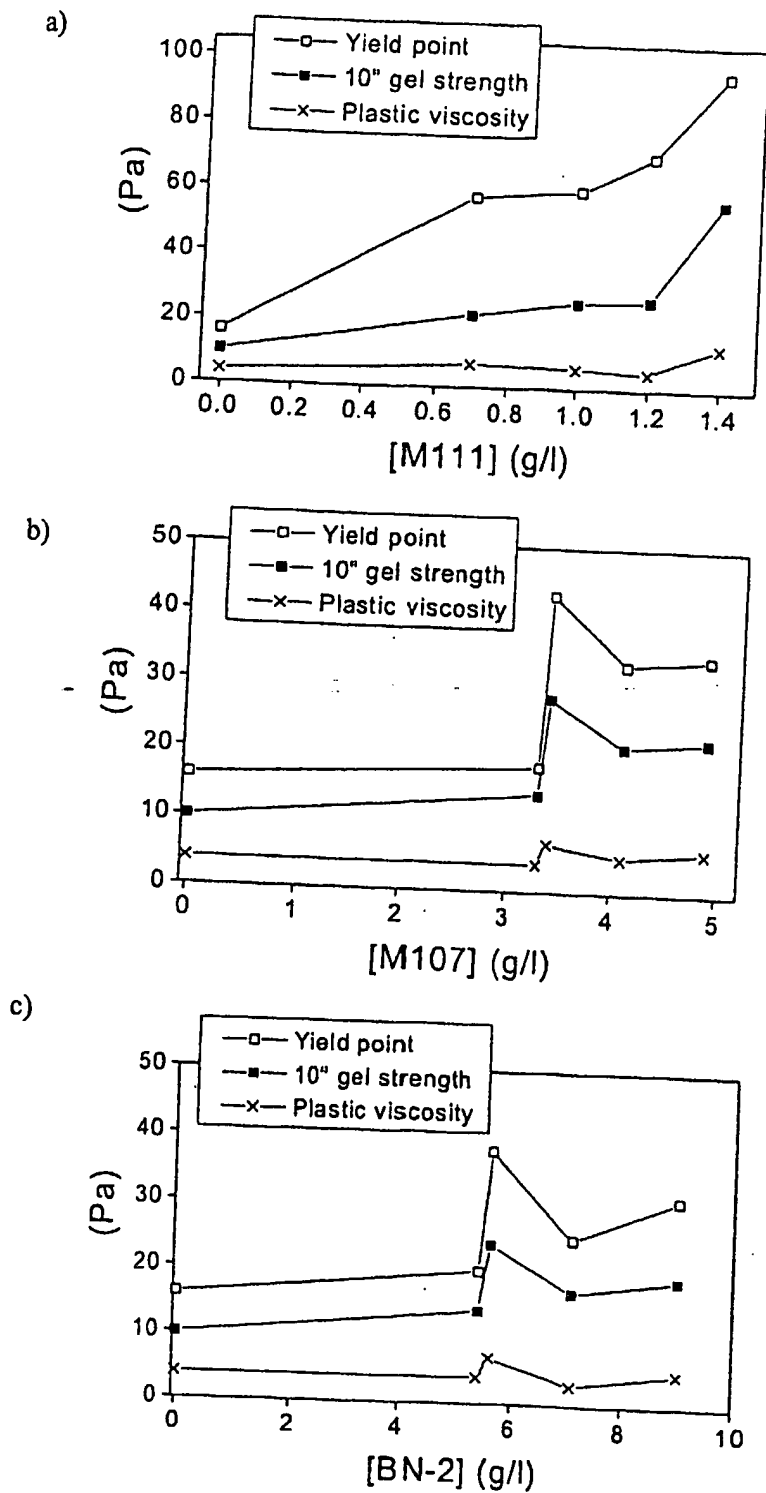 a)
Yield point
10" gel strength
Plastic viscosity
100
80
60
40
20
0
(Pa)
0.0 0.2 0.4 0.6 0.8 1.0 1.2 1.4
[M111] (g/l)
b)
Yield point
10" gel strength
Plastic viscosity
50
40
30
20
10
0
(Pa)
0 1 2 3 4 5
[M107] (g/l)
c)
Yield point
10" gel strength
Plastic viscosity
50
40
30
20
10
0
(Pa)
0 2 4 6 8 10
[BN-2] (g/l)